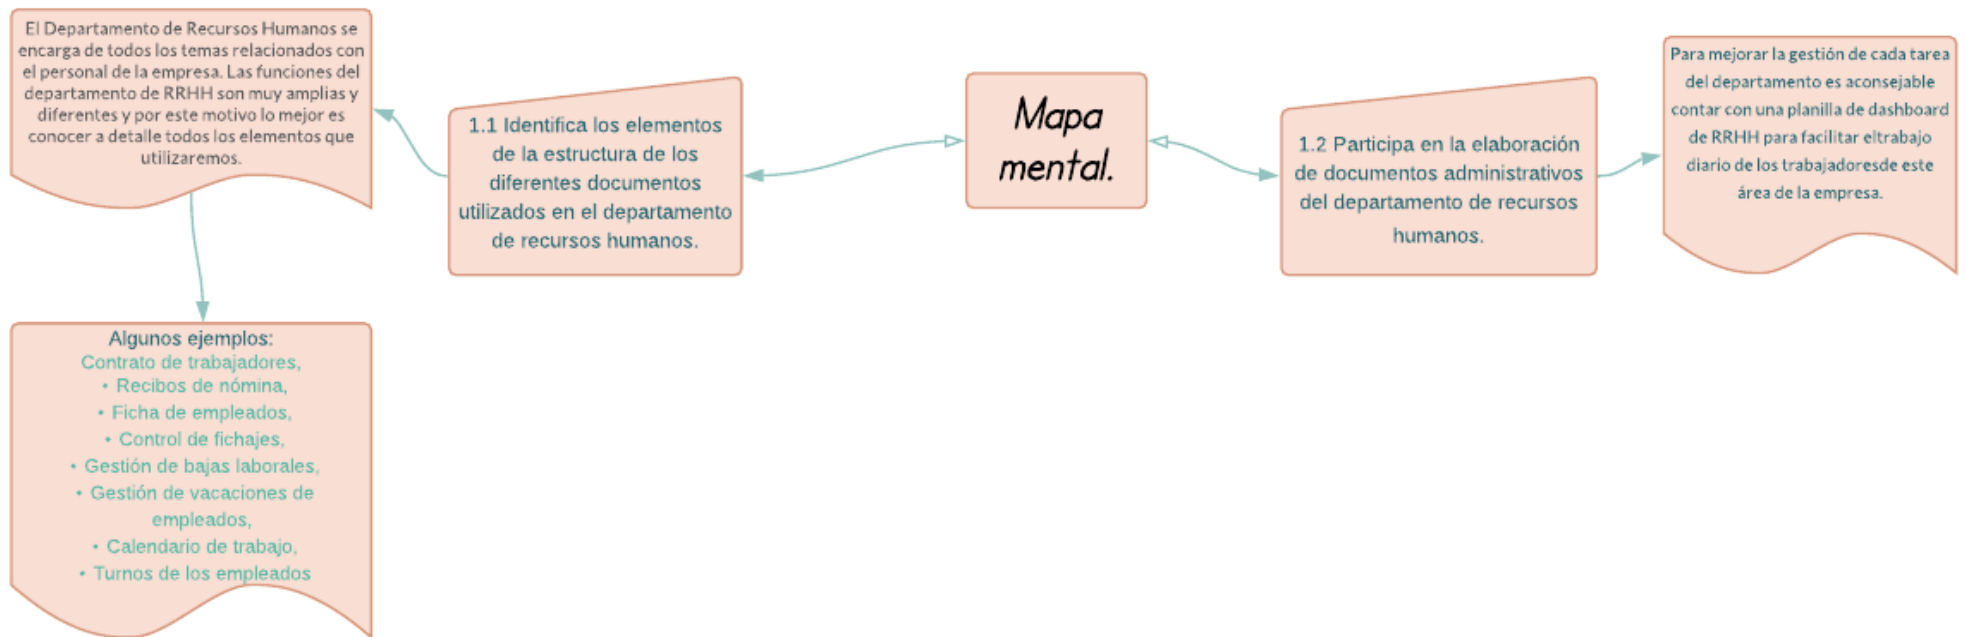 El Departamento de Recursos Humanos se
encarga de todos los temas relacionados con
el personal de la empresa. Las funciones del
departamento de RRHH son muy amplias y
diferentes y por este motivo lo mejor es
conocer a detalle todos los elementos que
utilizaremos.
Algunos ejemplos:
Contrato de trabajadores,
• Recibos de nómina,
• Ficha de empleados,
• Control de fichajes,
• Gestión de bajas laborales,
• Gestión de vacaciones de
empleados,
• Calendario de trabajo,
• Turnos de los empleados
1.1 Identifica los elementos
de la estructura de los
diferentes documentos
utilizados en el departamento
de recursos humanos.
Mapa
mental.
1.2 Participa en la elaboración
de documentos administrativos
del departamento de recursos
humanos.
Para mejorar la gestión de cada tarea
del departamento es aconsejable
contar con una planilla de dashboard
de RRHH para facilitar eltrabajo
diario de los trabajadoresde este
área de la empresa.